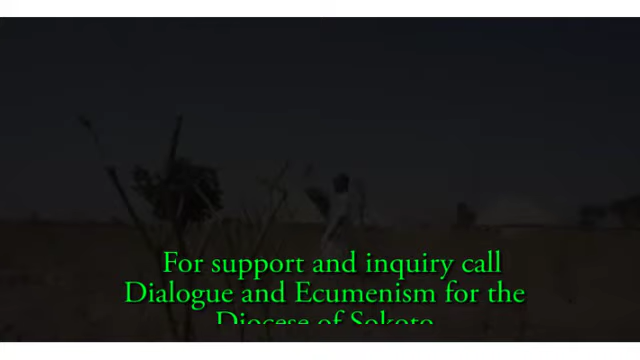 For support and inquiry call
Dialogue and Ecumenism for the
Diocese of Sokoto